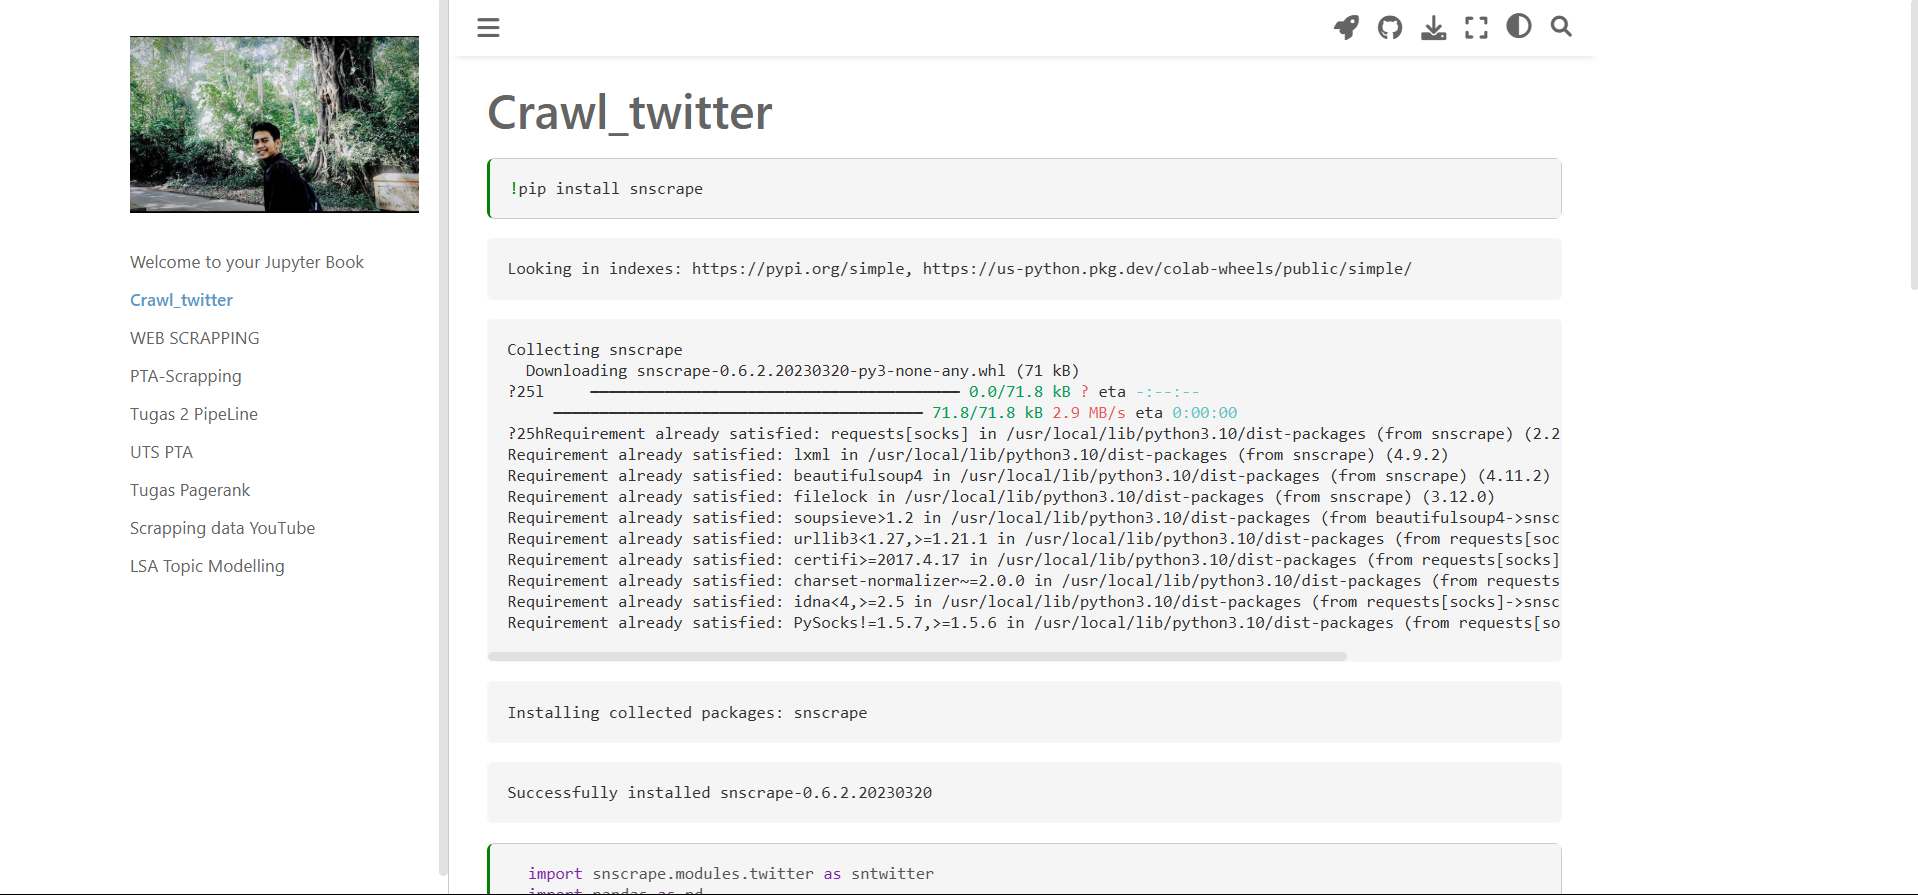 Welcome to your Jupyter Book
Crawl_twitter
WEB SCRAPPING
PTA-Scrapping
Tugas 2 PipeLine
UTS PTA
Tugas Pagerank
Scrapping data YouTube
LSA Topic Modelling
Crawl_twitter
!pip install snscrape
Looking in indexes: https://pypi.org/simple, https://us-python.pkg.dev/colab-wheels/public/simple/
Collecting snscrape
Downloading snscrape-0.6.2.20230320-py3-none-any.whl (71 kB)
?25l     ━━━━━━━━━━━━━━━━━━━━━━━━━━━━━━━━━━━━━━━━ 0.0/71.8 kB ? eta -:--:--
━━━━━━━━━━━━━━━━━━━━━━━━━━━━━━━━━━━━━━━━ 71.8/71.8 kB 2.9 MB/s eta 0:00:00
?25hRequirement already satisfied: requests[socks] in /usr/local/lib/python3.10/dist-packages (from snscrape) (2.2
Requirement already satisfied: lxml in /usr/local/lib/python3.10/dist-packages (from snscrape) (4.9.2)
Requirement already satisfied: beautifulsoup4 in /usr/local/lib/python3.10/dist-packages (from snscrape) (4.11.2)
Requirement already satisfied: filelock in /usr/local/lib/python3.10/dist-packages (from snscrape) (3.12.0)
Requirement already satisfied: soupsieve>1.2 in /usr/local/lib/python3.10/dist-packages (from beautifulsoup4->snsc
Requirement already satisfied: urllib3<1.27,>=1.21.1 in /usr/local/lib/python3.10/dist-packages (from requests[soc
Requirement already satisfied: certifi>=2017.4.17 in /usr/local/lib/python3.10/dist-packages (from requests[socks]
Requirement already satisfied: charset-normalizer~=2.0.0 in /usr/local/lib/python3.10/dist-packages (from requests
Requirement already satisfied: idna<4,>=2.5 in /usr/local/lib/python3.10/dist-packages (from requests[socks]->snsc
Requirement already satisfied: PySocks!=1.5.7,>=1.5.6 in /usr/local/lib/python3.10/dist-packages (from requests[so
Installing collected packages: snscrape
Successfully installed snscrape-0.6.2.20230320
import snscrape.modules.twitter as sntwitter
import pandas as pd